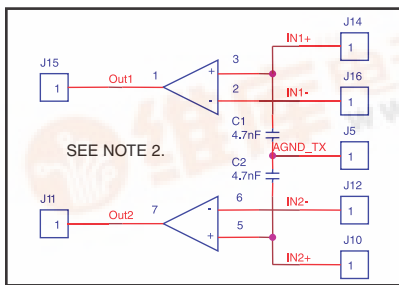 J14
IN1+
1
J15
Out1
1
1
3
+
2
-
IN1-
J16
1
C1
4.7nF
J5
AGND_TX
1
SEE NOTE 2.
C2
4.7nF
J12
IN2-
1
J11
Out2
1
7
6
-
5
+
J10
IN2+
1